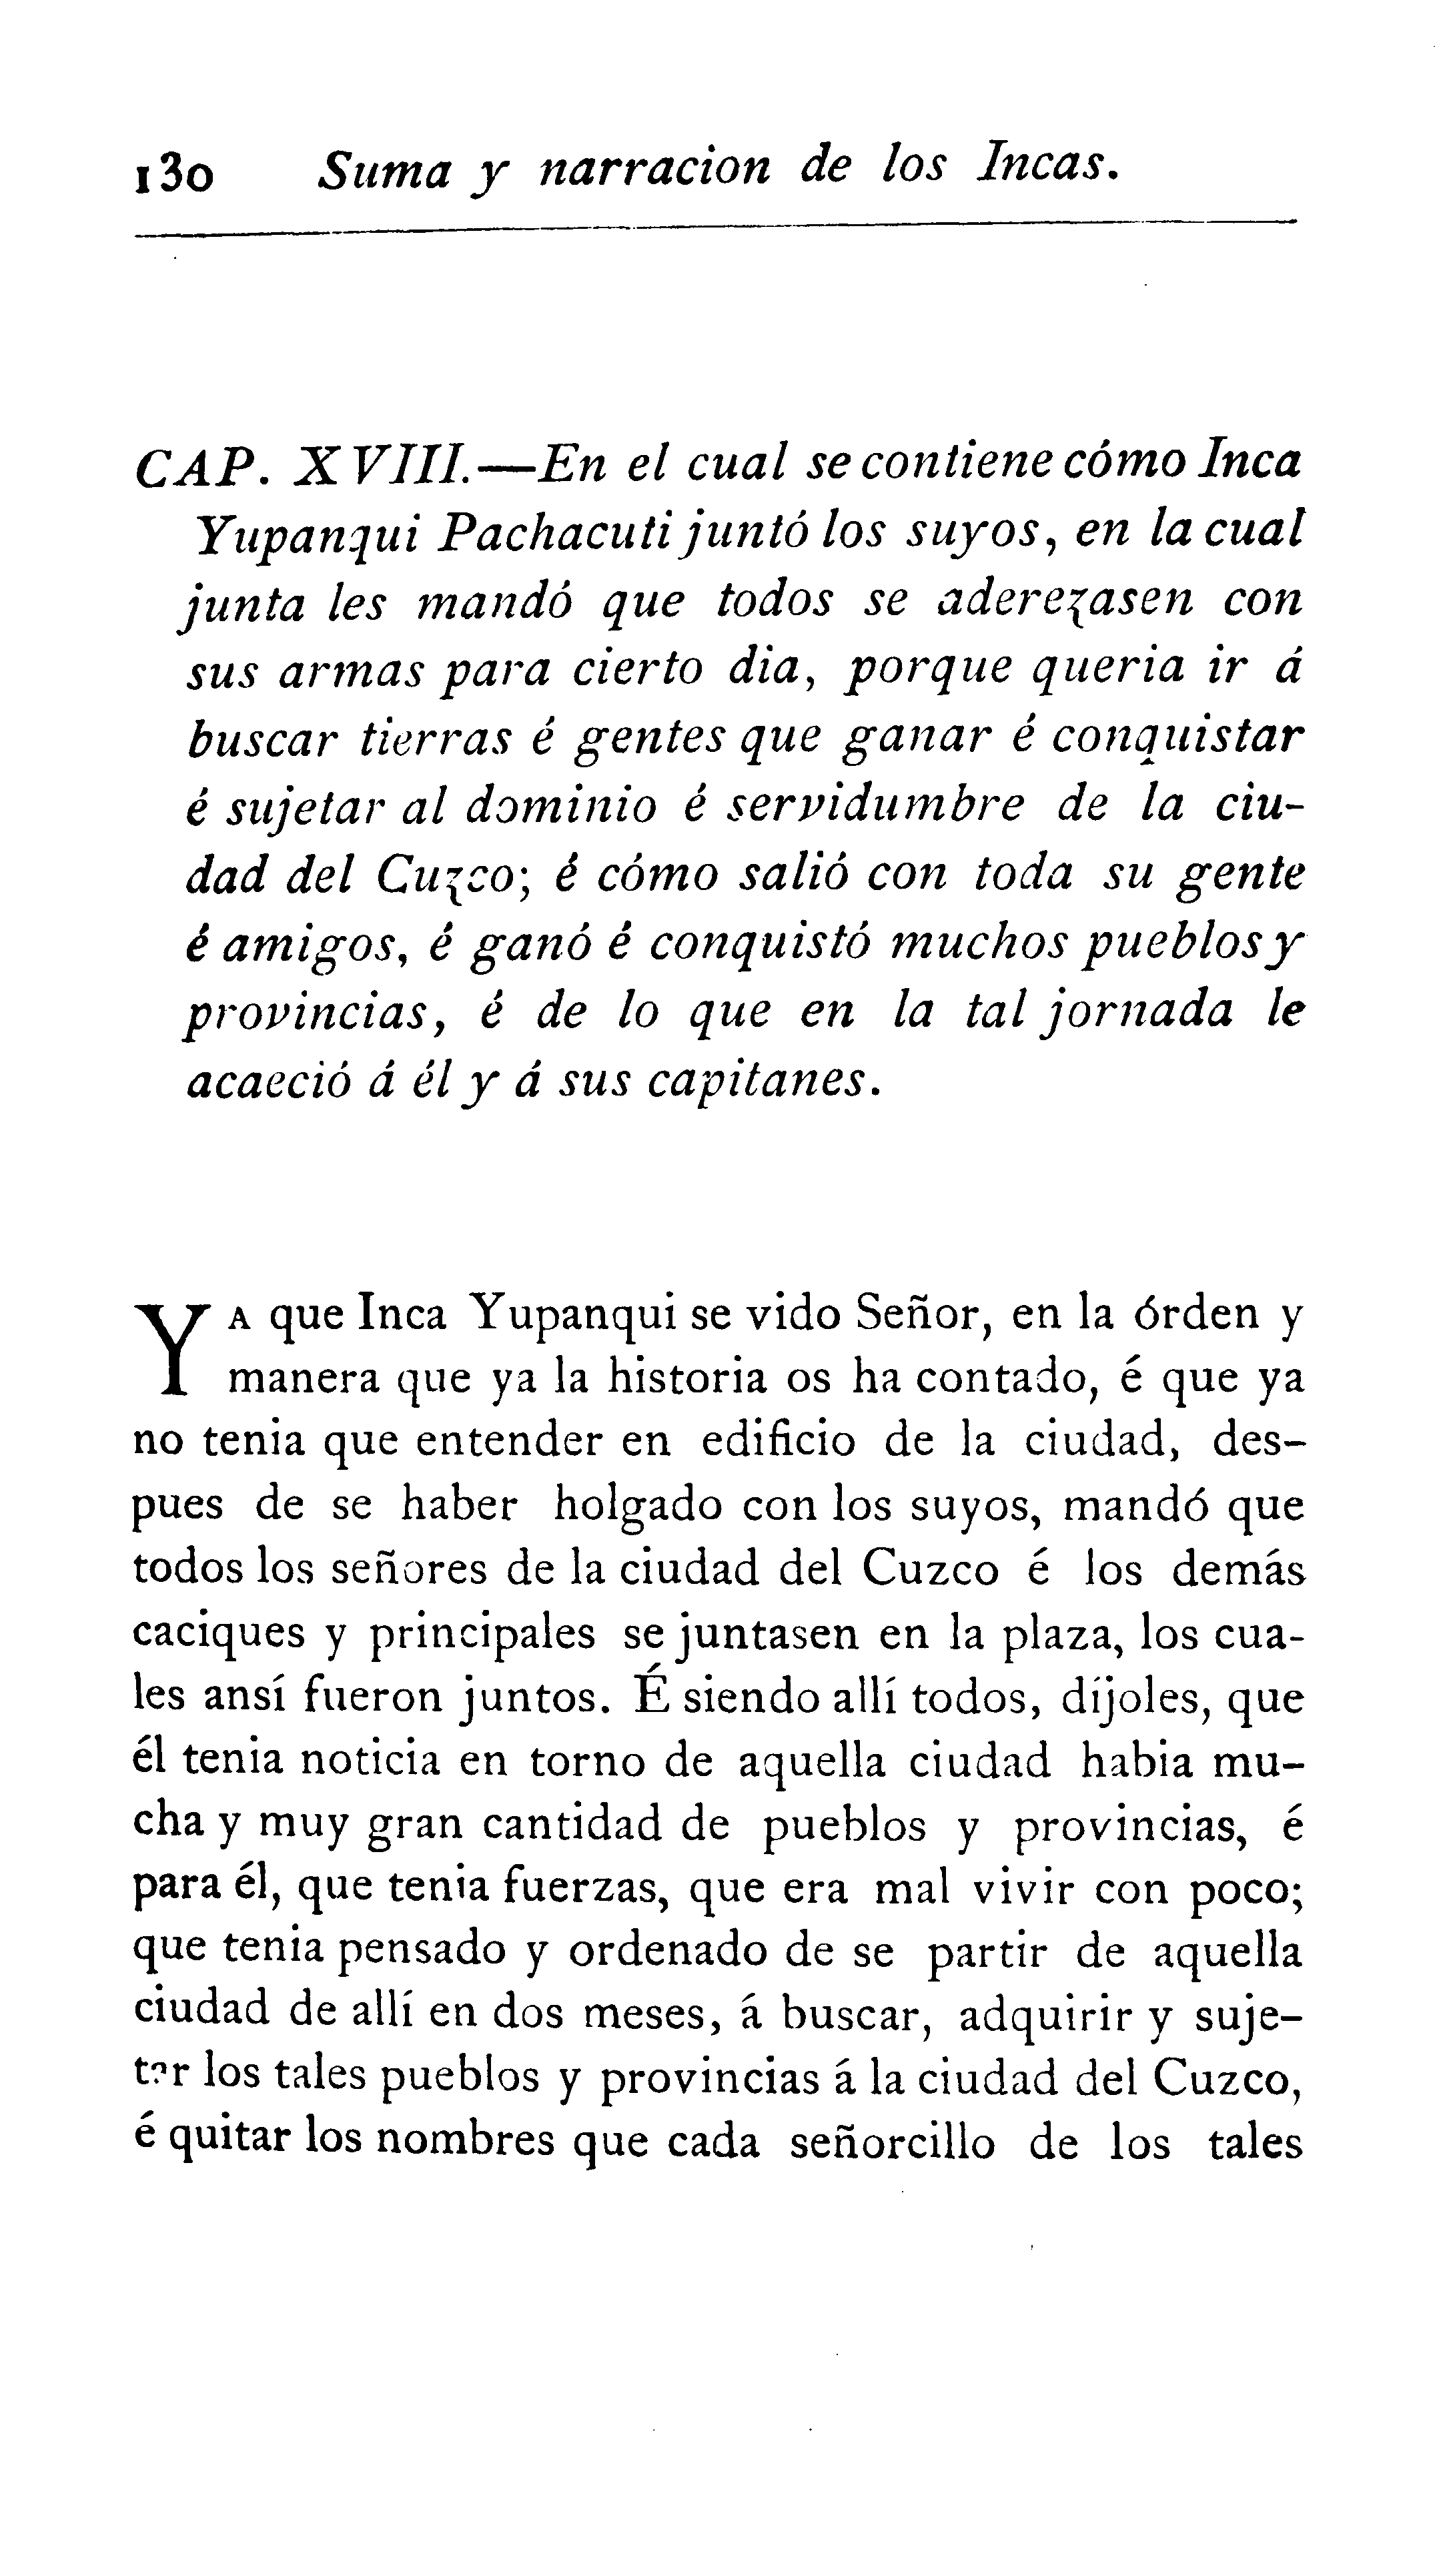 130 Suma y narracion de los Incas.
CAP. XVIII.—En el cual se contiene cómo Inca
Yupanqui Pachacuti juntó los suyos, en la cual
junta les mandó que todos se aderezasen con
sus armas para cierto dia, porque queria ir á
buscar tierras é gentes que ganar é conquistar
é sujetar al dominio é servidumbre de la ciu-
dad del Cuzco; é cómo salió con toda su gente
é amigos, é ganó é conquistó muchos pueblos y
provincias, é de lo que en la tal jornada le
acaeció á él y á sus capitanes.
YA que Inca Yupanqui se vido Señor, en la órden y
manera que ya la historia os ha contado, é que ya
no tenia que entender en edificio de la ciudad, des-
pues de se haber holgado con los suyos, mandó que
todos los señores de la ciudad del Cuzco é los demás
caciques y principales se juntasen en la plaza, los cua-
les ansí fueron juntos. É siendo allí todos, díjoles, que
él tenia noticia en torno de aquella ciudad habia mu-
cha y muy gran cantidad de pueblos y provincias, é
para él, que tenia fuerzas, que era mal vivir con poco;
que tenia pensado y ordenado de se partir de aquella
ciudad de allí en dos meses, á buscar, adquirir y suje-
tar los tales pueblos y provincias á la ciudad del Cuzco,
é quitar los nombres que cada señorcillo de los tales